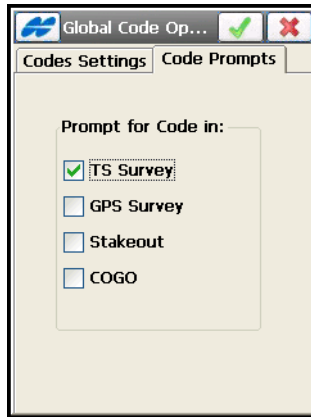 Global Code Op...
Codes Settings Code Prompts
Prompt for Code in:
TS Survey
GPS Survey
Stakeout
COGO